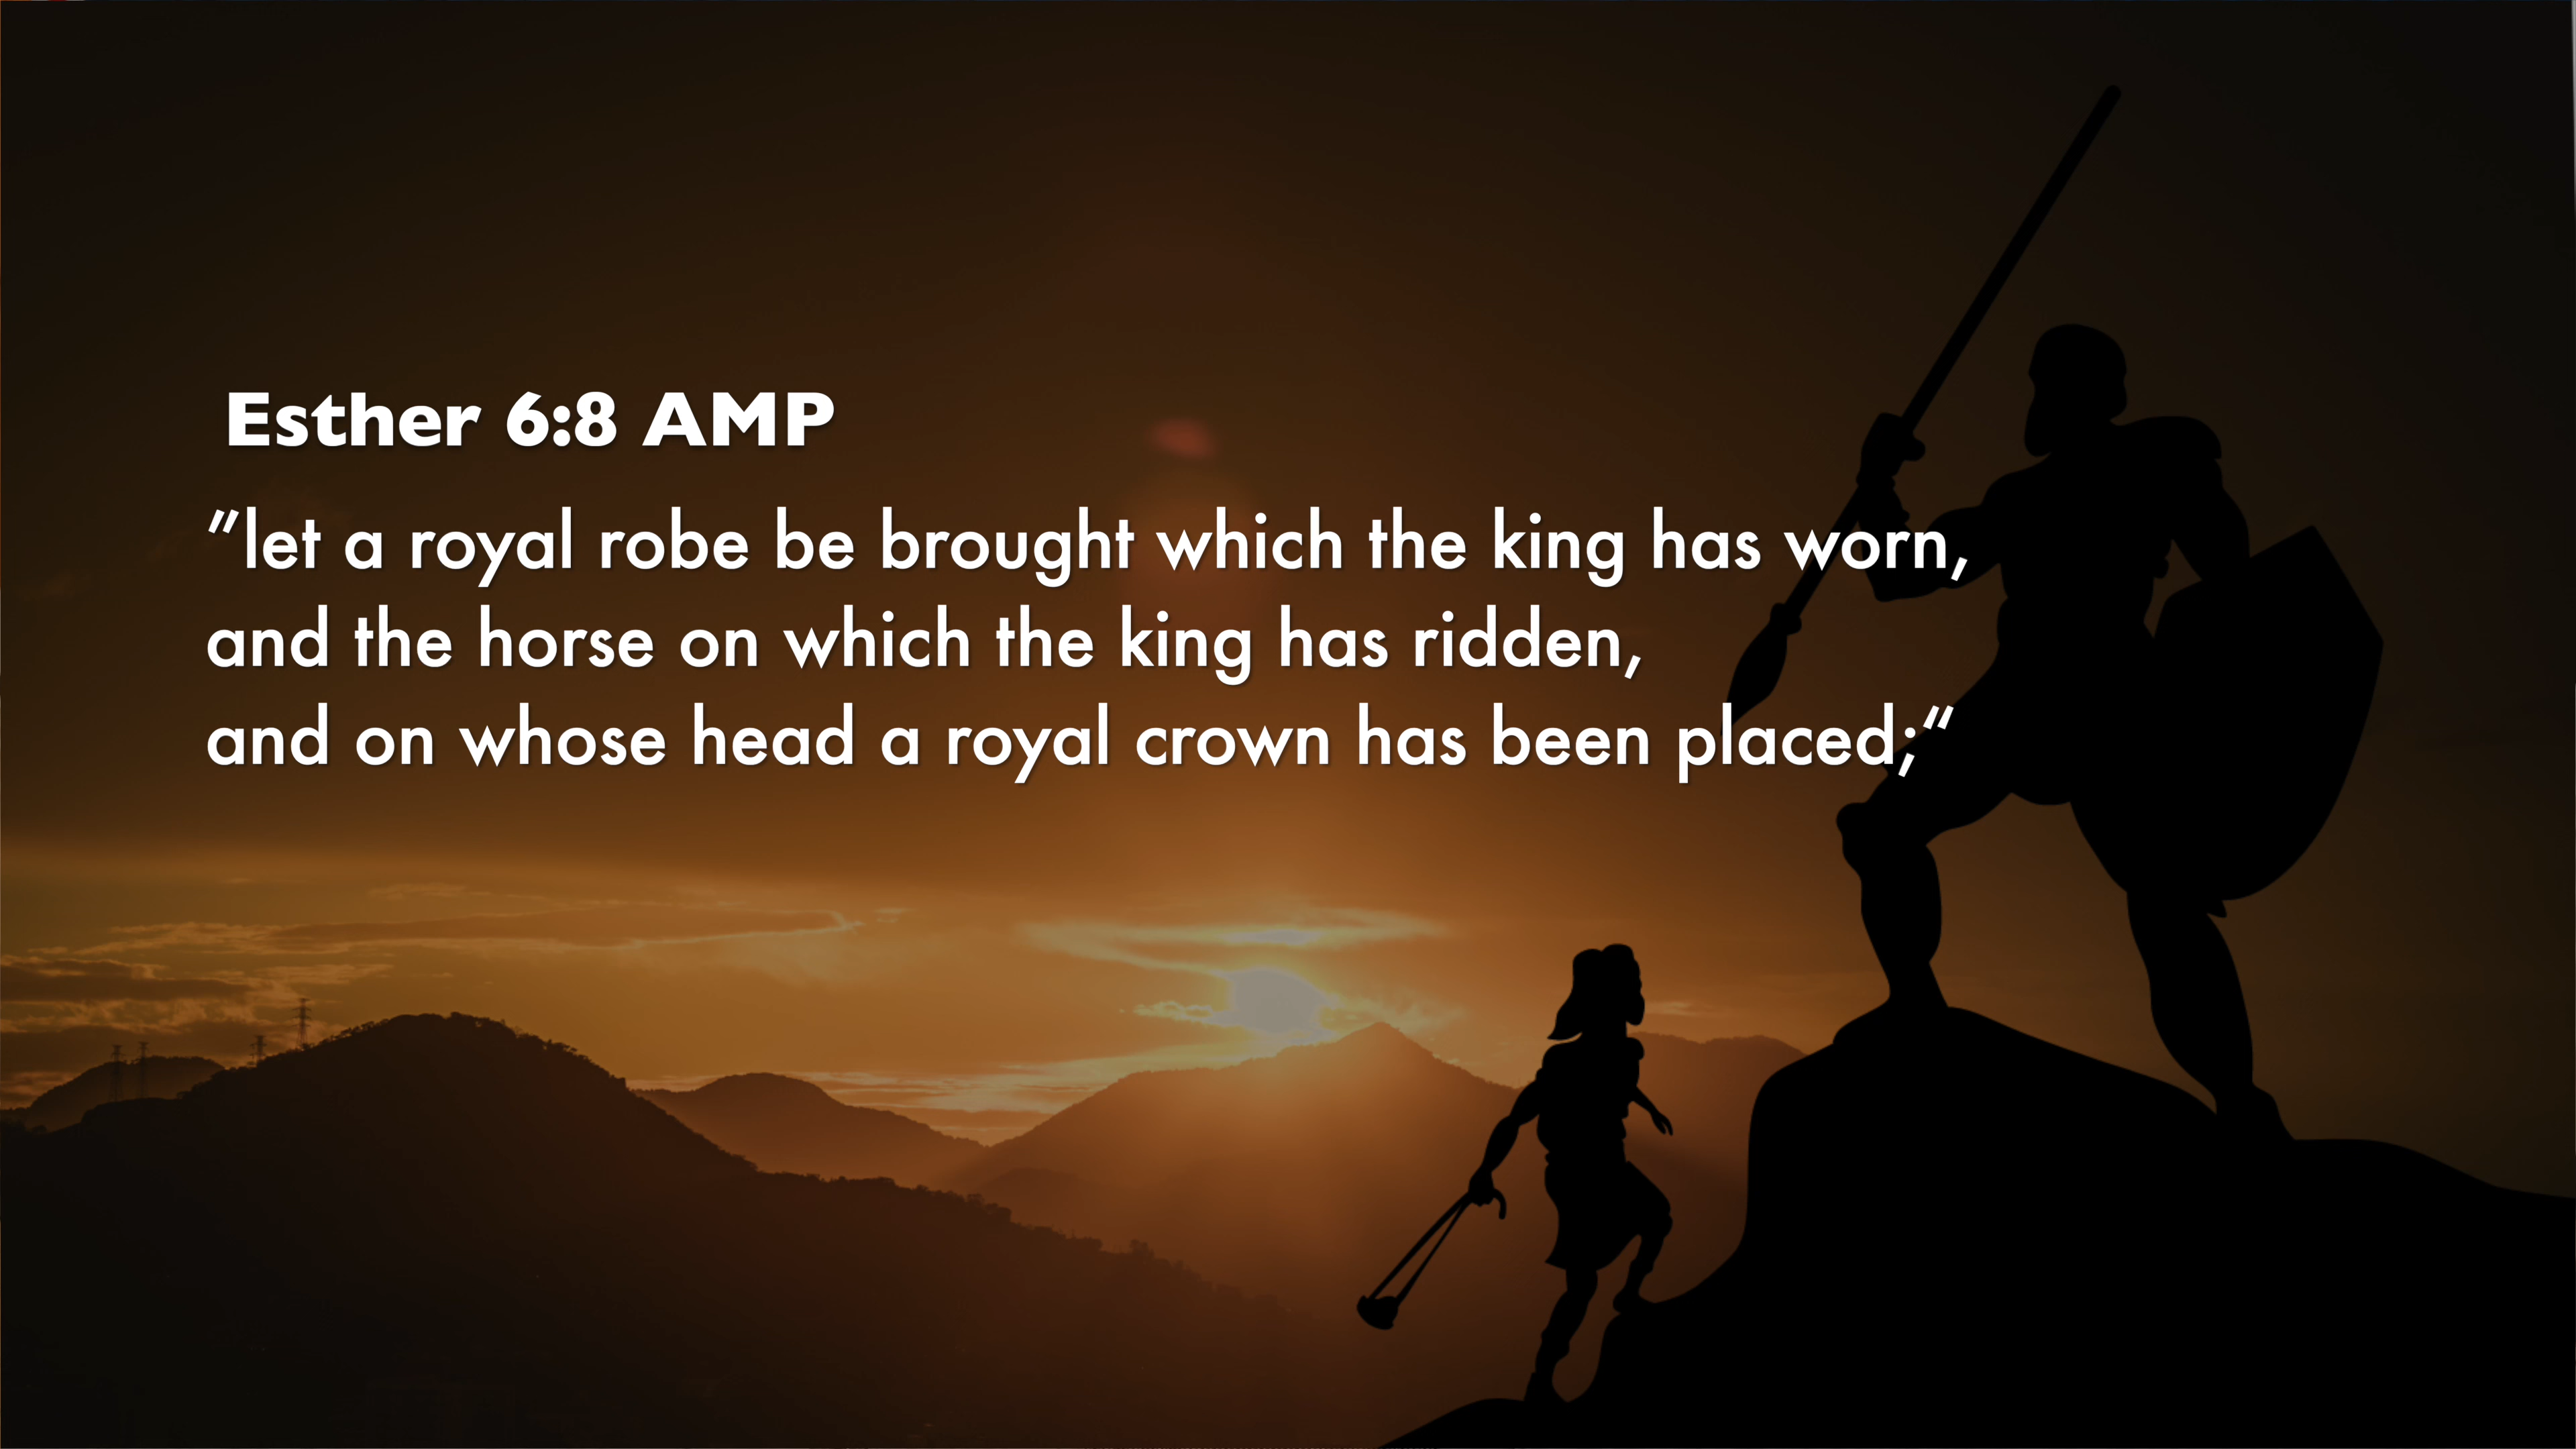 Esther 6:8 AMP
"let a royal robe be brought which the king has worn,
and the horse on which the king has ridden,
and on whose head a royal crown has been placed;“